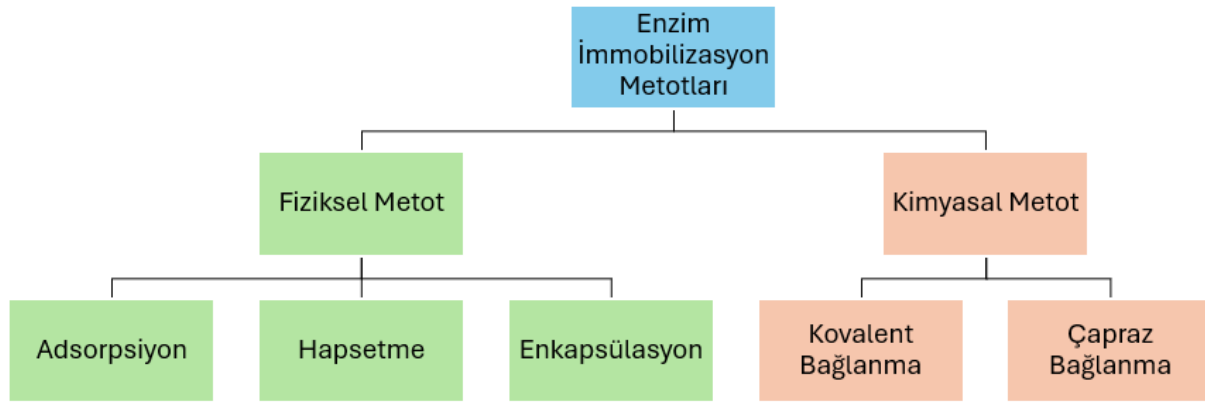 Enzim
İmmobilizasyon
Metotları
Fiziksel Metot
Kimyasal Metot
Adsorpsiyon
Hapsetme
Enkapsülasyon
Kovalent
Bağlanma
Çapraz
Bağlanma